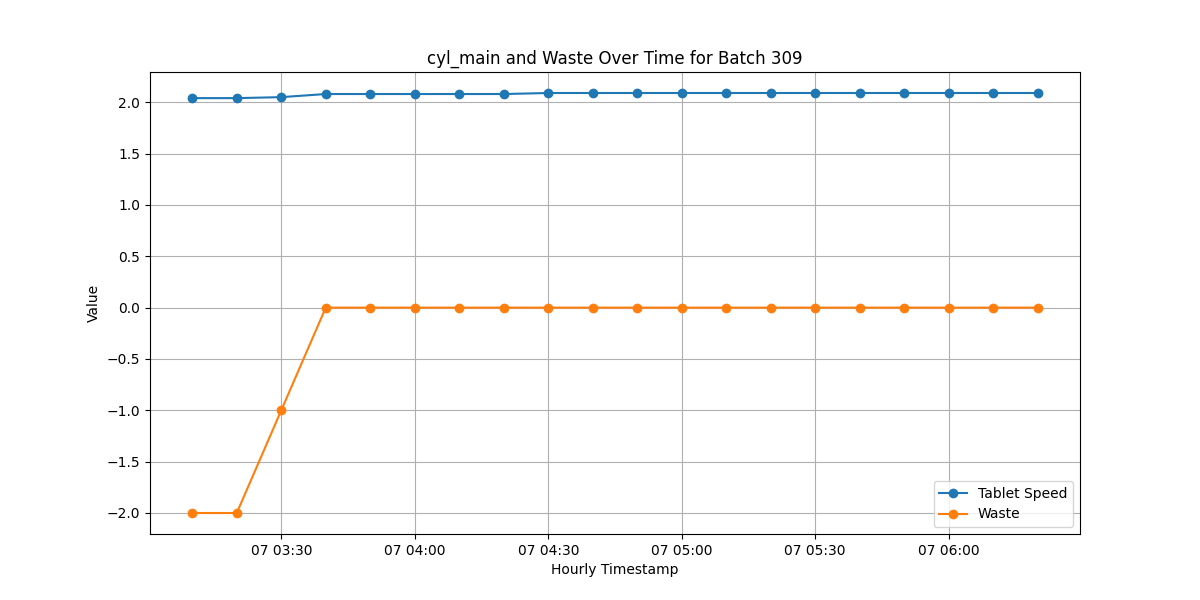 cyl_main and Waste Over Time for Batch 309
2.0
1.5
1.0
0.5
0.0
−0.5
−1.0
−1.5
−2.0
Value
Tablet Speed
Waste
07 03:30 07 04:00 07 04:30 07 05:00 07 05:30 07 06:00
Hourly Timestamp